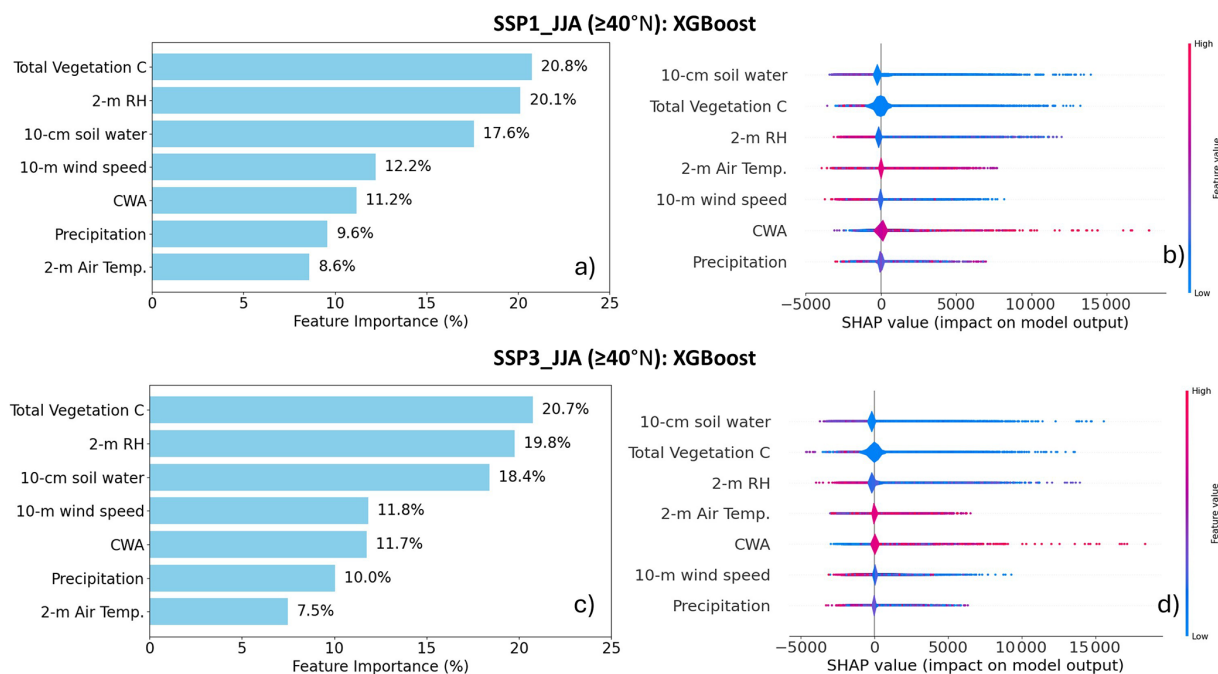 SSP1_JJA (≥40°N): XGBoost
Total Vegetation C 20.8%
2-m RH 20.1%
10-cm soil water 17.6%
10-m wind speed 12.2%
CWA 11.2%
Precipitation 9.6%
2-m Air Temp. 8.6%
a)
0 5 10 15 20 25
Feature Importance (%)
10-cm soil water
Total Vegetation C
2-m RH
2-m Air Temp.
10-m wind speed
CWA
Precipitation
b)
−5000 0 5000 10000 15000
SHAP value (impact on model output)
High
Feature value
Low
SSP3_JJA (≥40°N): XGBoost
Total Vegetation C 20.7%
2-m RH 19.8%
10-cm soil water 18.4%
10-m wind speed 11.8%
CWA 11.7%
Precipitation 10.0%
2-m Air Temp. 7.5%
c)
0 5 10 15 20 25
Feature Importance (%)
10-cm soil water
Total Vegetation C
2-m RH
2-m Air Temp.
CWA
10-m wind speed
Precipitation
d)
−5000 0 5000 10000 15000
SHAP value (impact on model output)
High
Feature value
Low